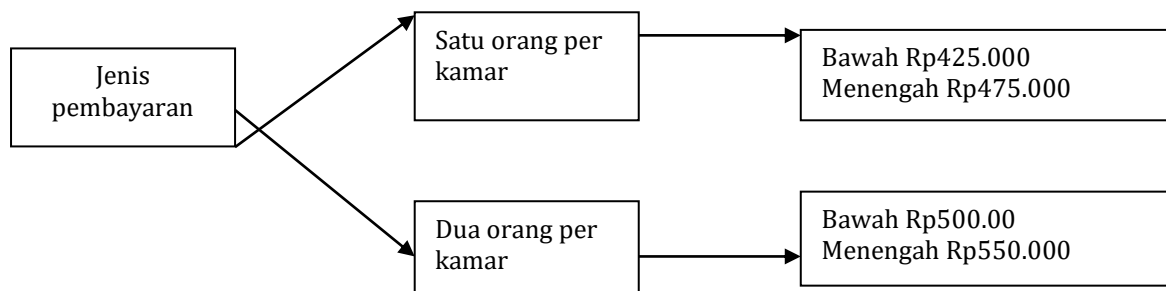 Jenis
pembayaran
Satu orang per
kamar
Bawah Rp425.000
Menengah Rp475.000
Dua orang per
kamar
Bawah Rp500.00
Menengah Rp550.000